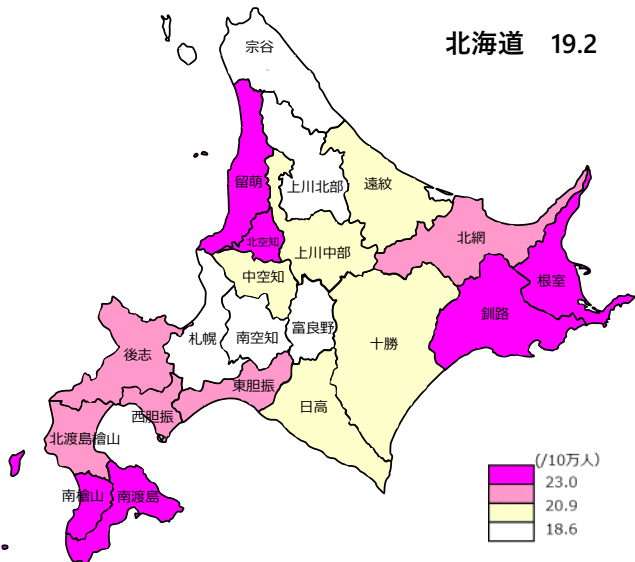 北海道 19.2
宗谷
留萌
上川北部
遠紋
北空知
上川中部
北網
中空知
根室
釧路
札幌
南空知
富良野
十勝
後志
東胆振
日高
西胆振
北渡島檜山
南檜山
南渡島
(/10万人)
23.0
20.9
18.6